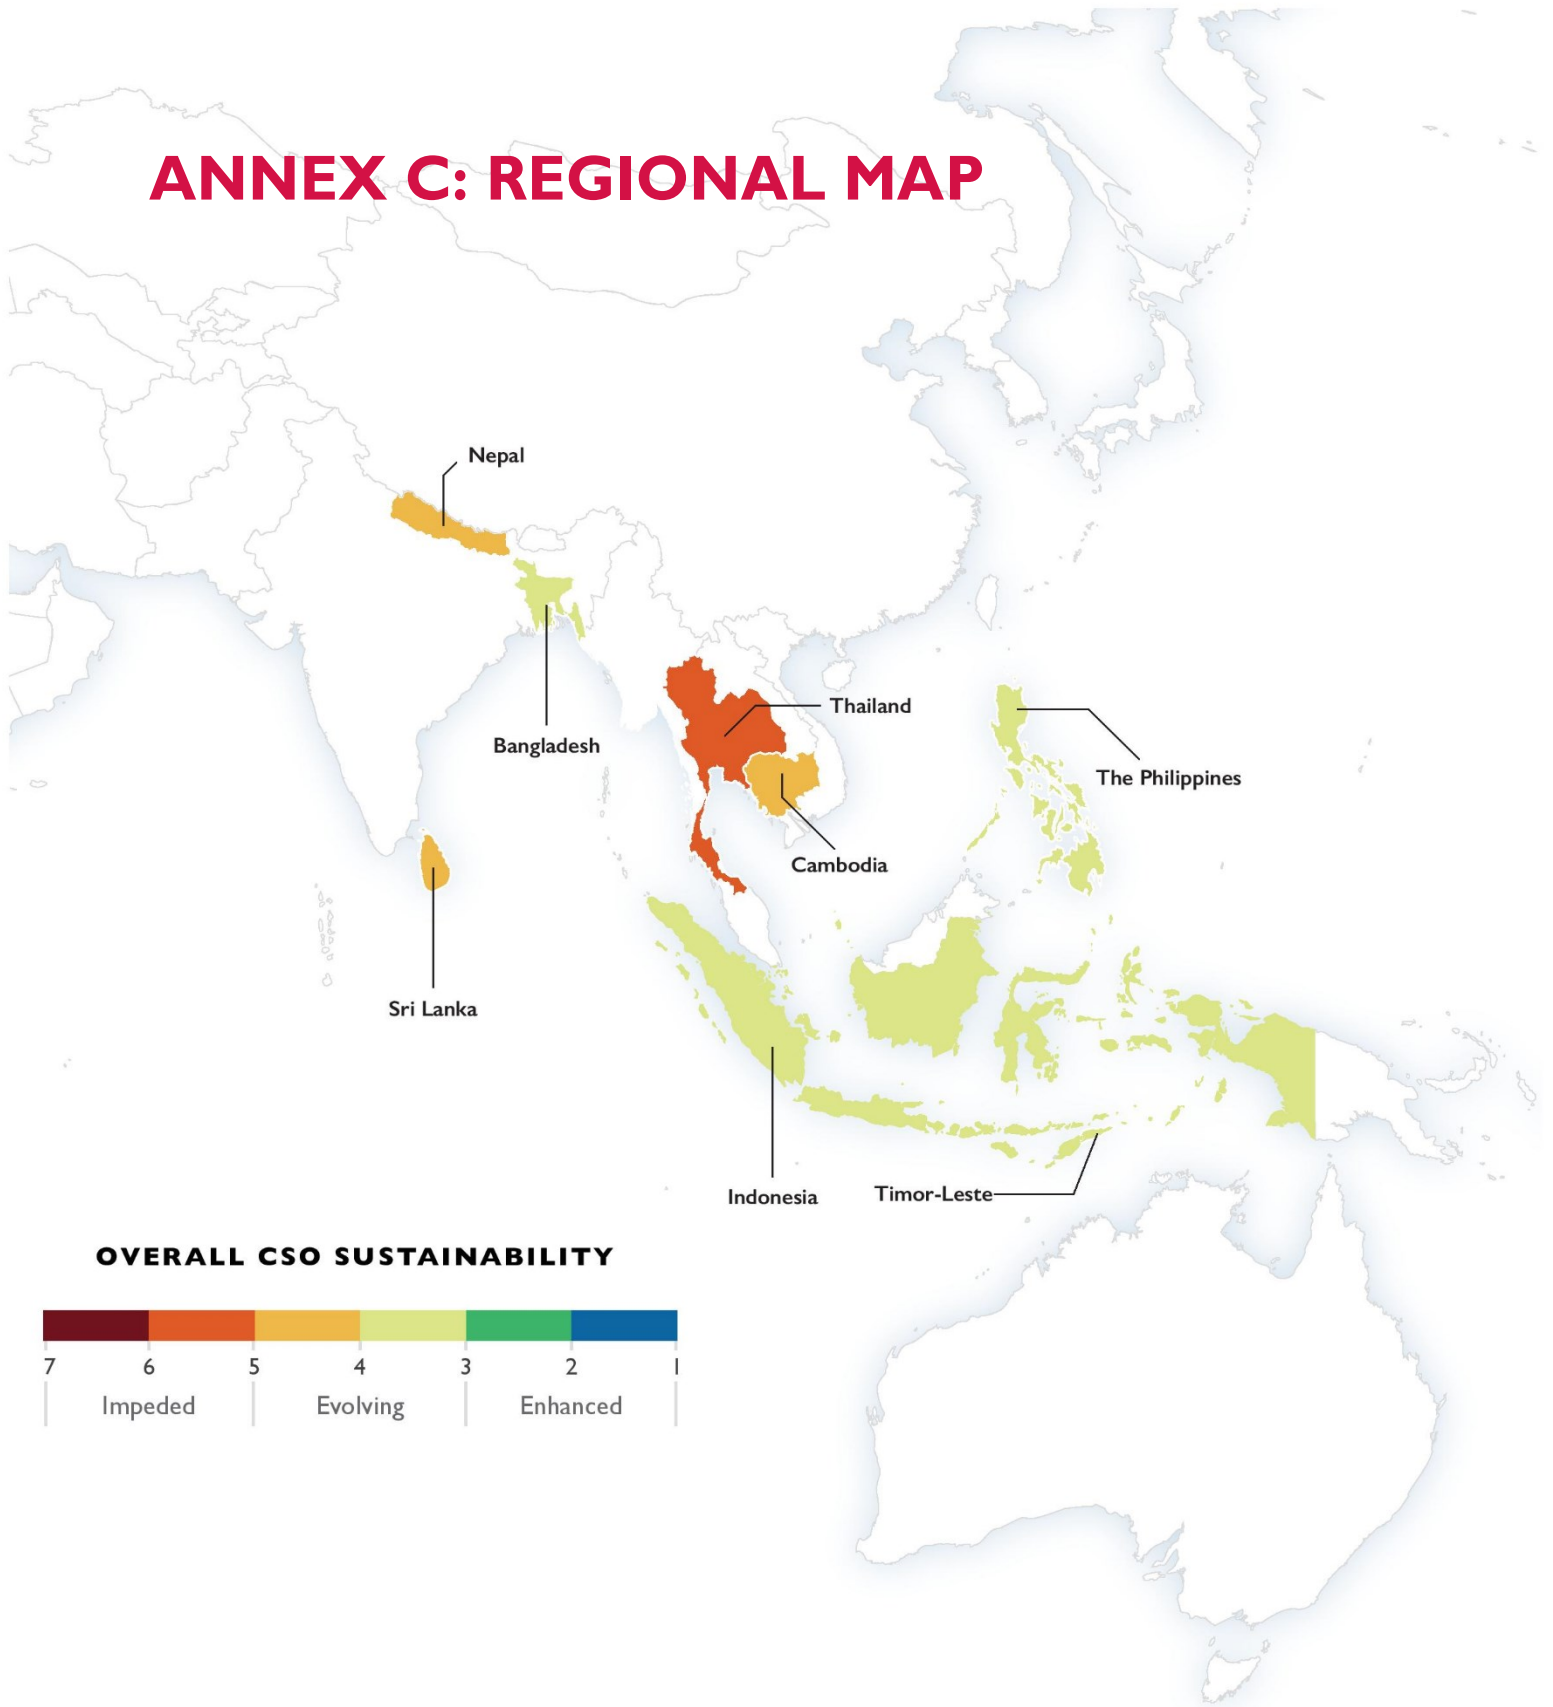 ANNEX C: REGIONAL MAP
Nepal
Thailand
Bangladesh
The Philippines
Cambodia
Sri Lanka
Indonesia
Timor-Leste
OVERALL CSO SUSTAINABILITY
7 6 5 4 3 2 1
Impeded Evolving Enhanced